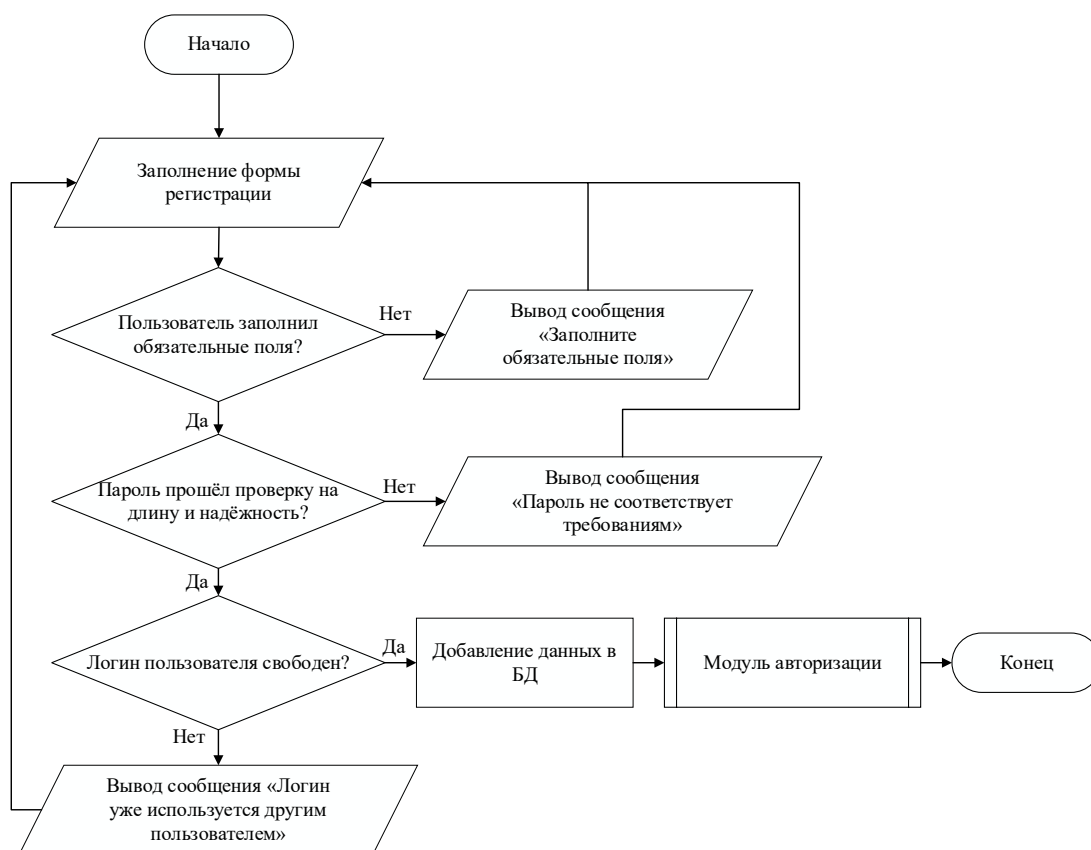 Начало
Заполнение формы
регистрации
Пользователь заполнил
обязательные поля?
Нет
Вывод сообщения
«Заполните
обязательные поля»
Да
Пароль прошёл проверку на
длину и надёжность?
Нет
Вывод сообщения
«Пароль не соответствует
требованиям»
Да
Логин пользователя свободен?
Да
Добавление данных в
БД
Модуль авторизации
Конец
Нет
Вывод сообщения «Логин
уже используется другим
пользователем»